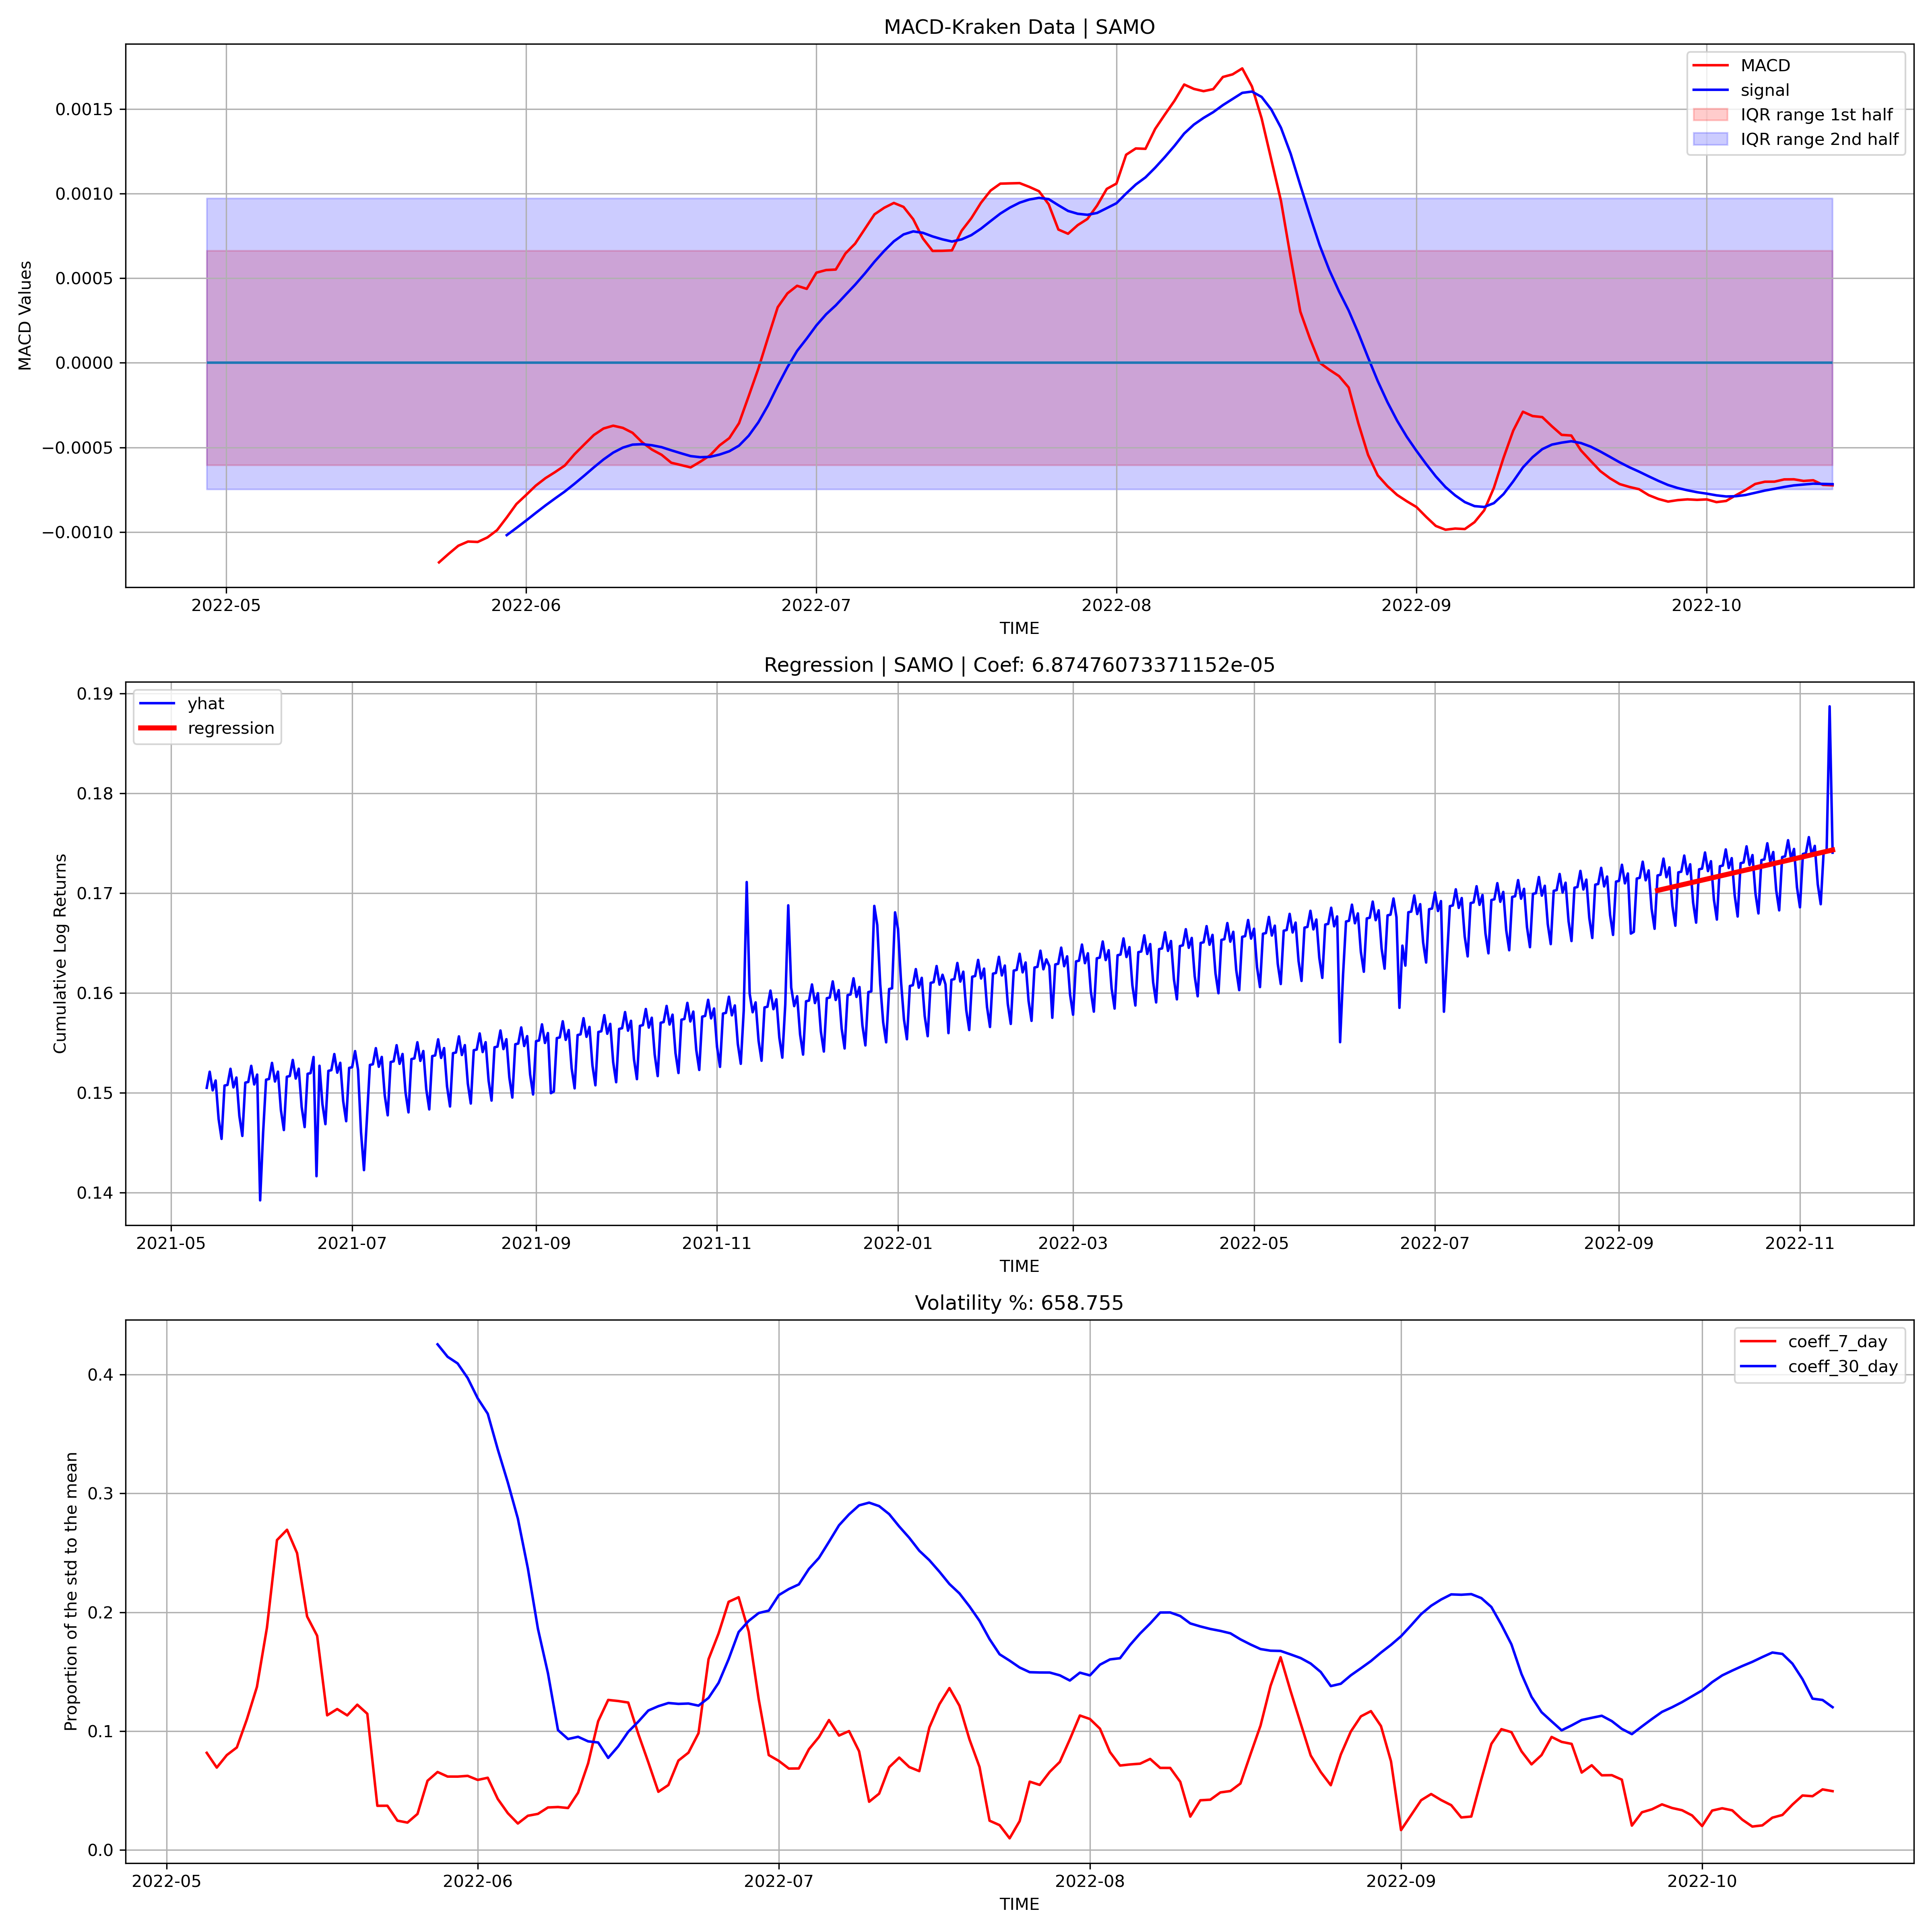 MACD-Kraken Data | SAMO
MACD
signal
IQR range 1st half
IQR range 2nd half
MACD Values
0.0015
0.0010
0.0005
0.0000
−0.0005
−0.0010
2022-05 2022-06 2022-07 2022-08 2022-09 2022-10
TIME
Regression | SAMO | Coef: 6.87476073371152e-05
yhat
regression
Cumulative Log Returns
0.19
0.18
0.17
0.16
0.15
0.14
2021-05 2021-07 2021-09 2021-11 2022-01 2022-03 2022-05 2022-07 2022-09 2022-11
TIME
Volatility %: 658.755
coeff_7_day
coeff_30_day
Proportion of the std to the mean
0.4
0.3
0.2
0.1
0.0
2022-05 2022-06 2022-07 2022-08 2022-09 2022-10
TIME